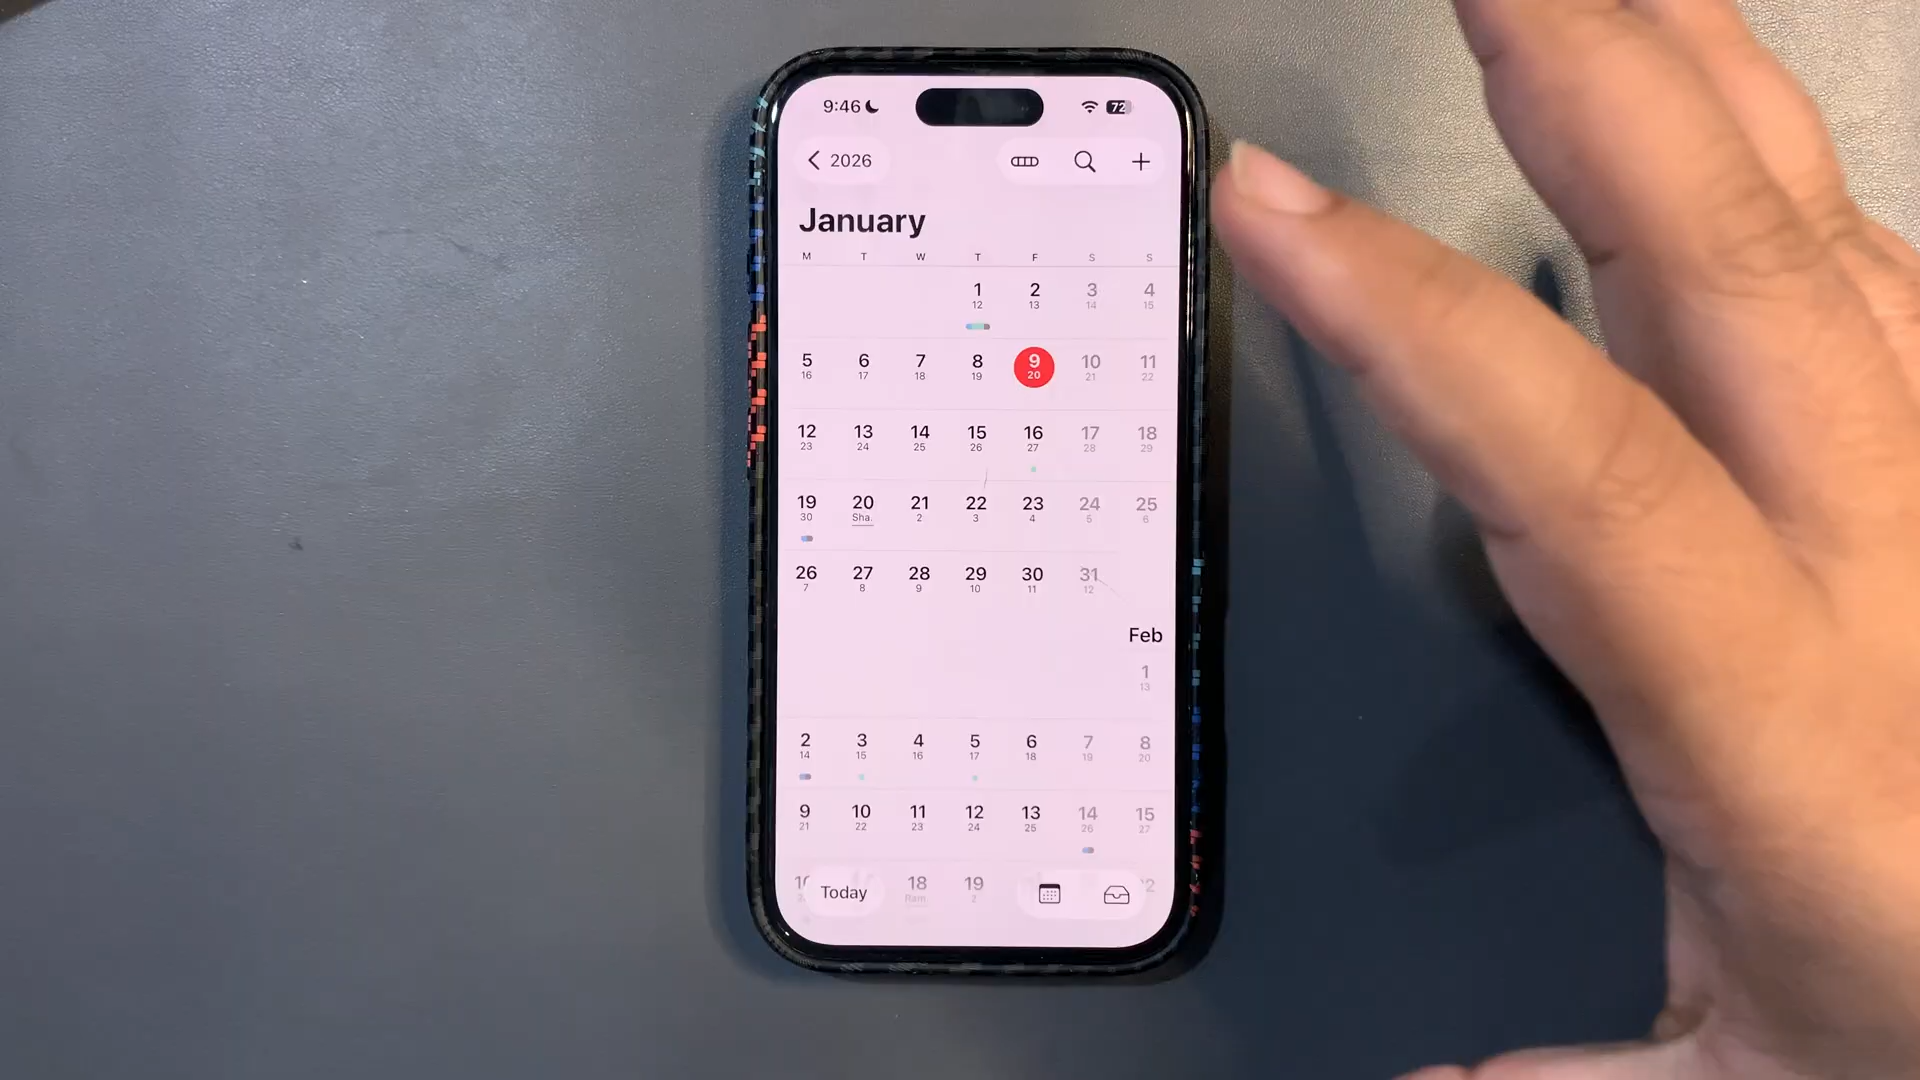 9:46 72
2026
January
M T W T F S S
1 2 3 4
12 13 14 15
5 6 7 8 9 10 11
16 17 18 19 20 21 22
12 13 14 15 16 17 18
23 24 25 26 27 28 29
19 20 21 22 23 24 25
30 Sha. 2 3 4 5 6
26 27 28 29 30 31
7 8 9 10 11 12
Feb
1
13
2 3 4 5 6 7 8
14 15 16 17 18 19 20
9 10 11 12 13 14 15
21 22 23 24 25 26 27
Today 18 19
Ram 2